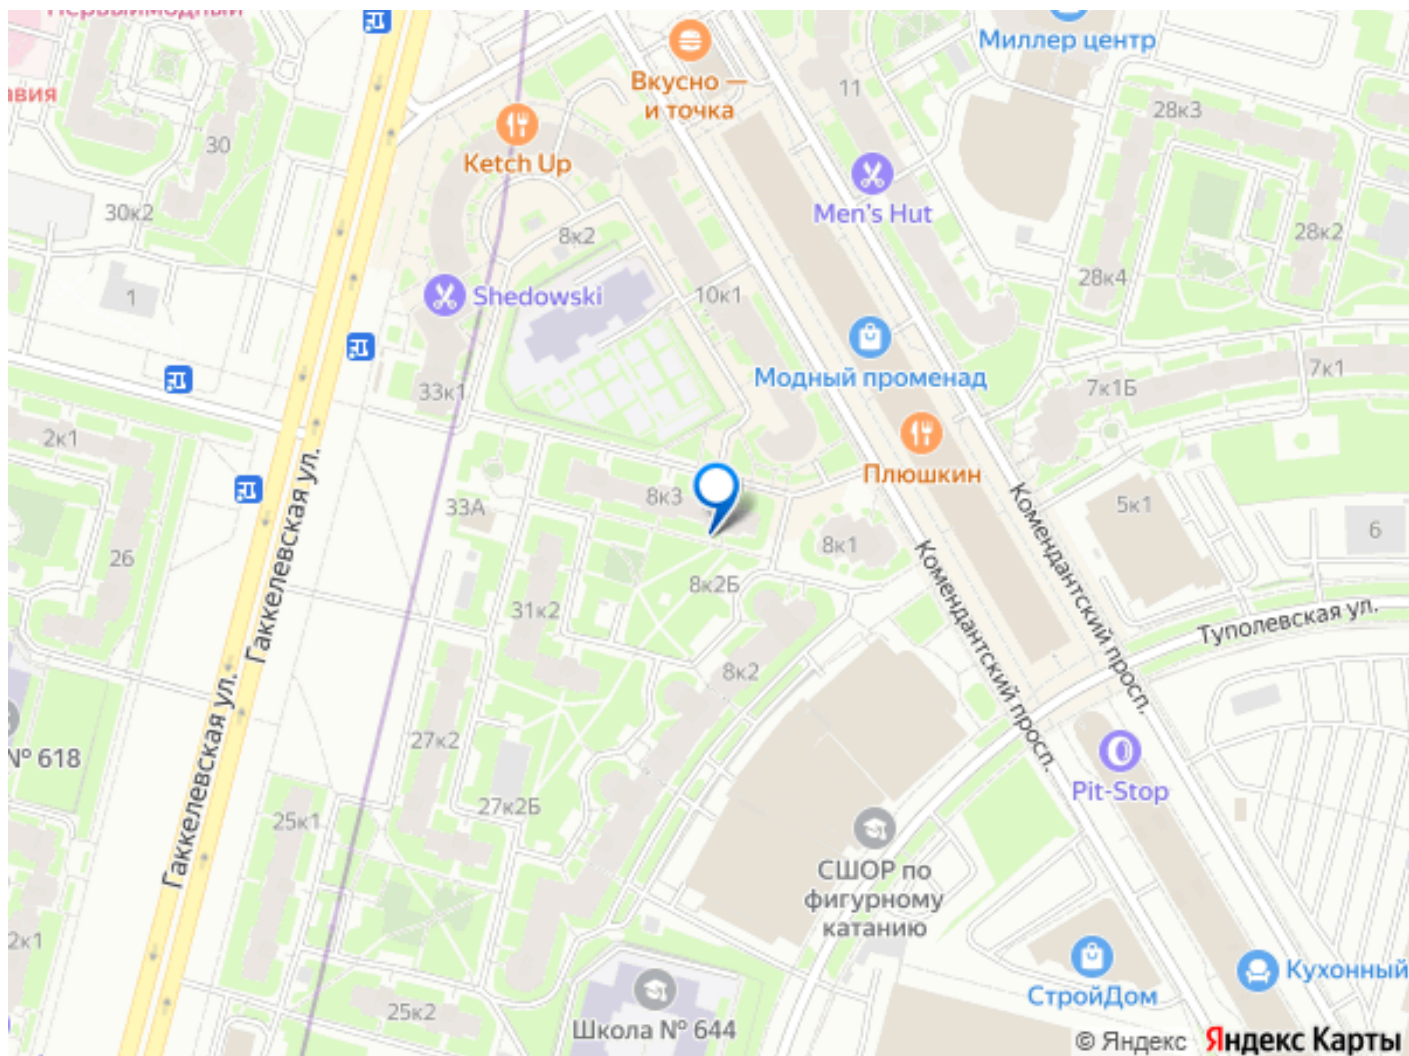 Первыймодный
авия
Миллер центр
Вкусно —
и точка
11
28к3
30
Ketch Up
30к2
Men's Hut
8к2
28к2
28к4
1
Shedowski
10к1
Модный променад
7к1
7к1Б
33к1
2к1
Плюшкин
Гаккелевская ул.
33А
8к3
Комендантский просп.
5к1
6
8к1
26
8к2Б
Комендантский просп.
31к2
Туполевская ул.
8к2
№ 618
Гаккелевская ул.
27к2
Pit-Stop
27к2Б
25к1
СШОР по
фигурному
катанию
2к1
Кухонный
СтройДом
25к2
Школа № 644
© Яндекс Яндекс Карты